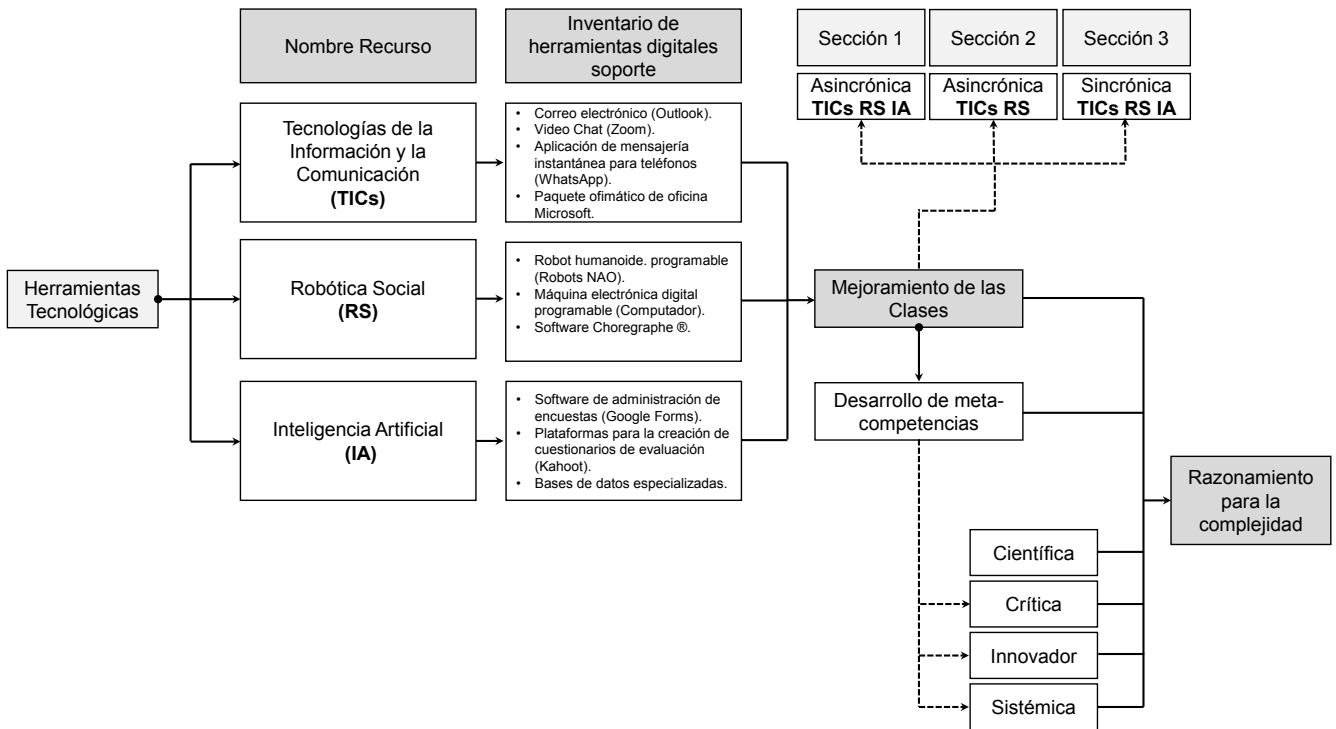 Nombre Recurso
Inventario de
herramientas digitales
soporte
Sección 1
Sección 2
Sección 3
Asincrónica
TICs RS IA
Asincrónica
TICs RS
Sincrónica
TICs RS IA
Tecnologías de la
Información y la
Comunicación
(TICs)
• Correo electrónico (Outlook).
• Video Chat (Zoom).
• Aplicación de mensajería
instantánea para teléfonos
(WhatsApp).
• Paquete ofimático de oficina
Microsoft.
Herramientas
Tecnológicas
Robótica Social
(RS)
• Robot humanoide. programable
(Robots NAO).
• Máquina electrónica digital
programable (Computador).
• Software Choregraphe ®.
Mejoramiento de las
Clases
Inteligencia Artificial
(IA)
• Software de administración de
encuestas (Google Forms).
• Plataformas para la creación de
cuestionarios de evaluación
(Kahoot).
• Bases de datos especializadas.
Desarrollo de meta-
competencias
Razonamiento
para la
complejidad
Científica
Crítica
Innovador
Sistémica